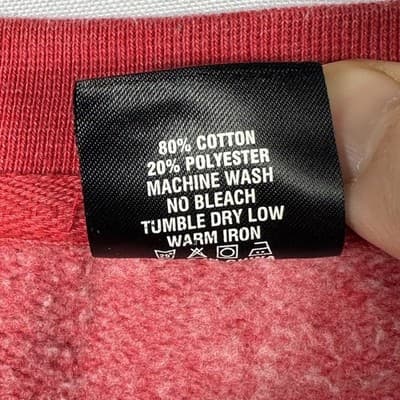 80% COTTON
20% POLYESTER
MACHINE WASH
NO BLEACH
TUMBLE DRY LOW
WARM IRON